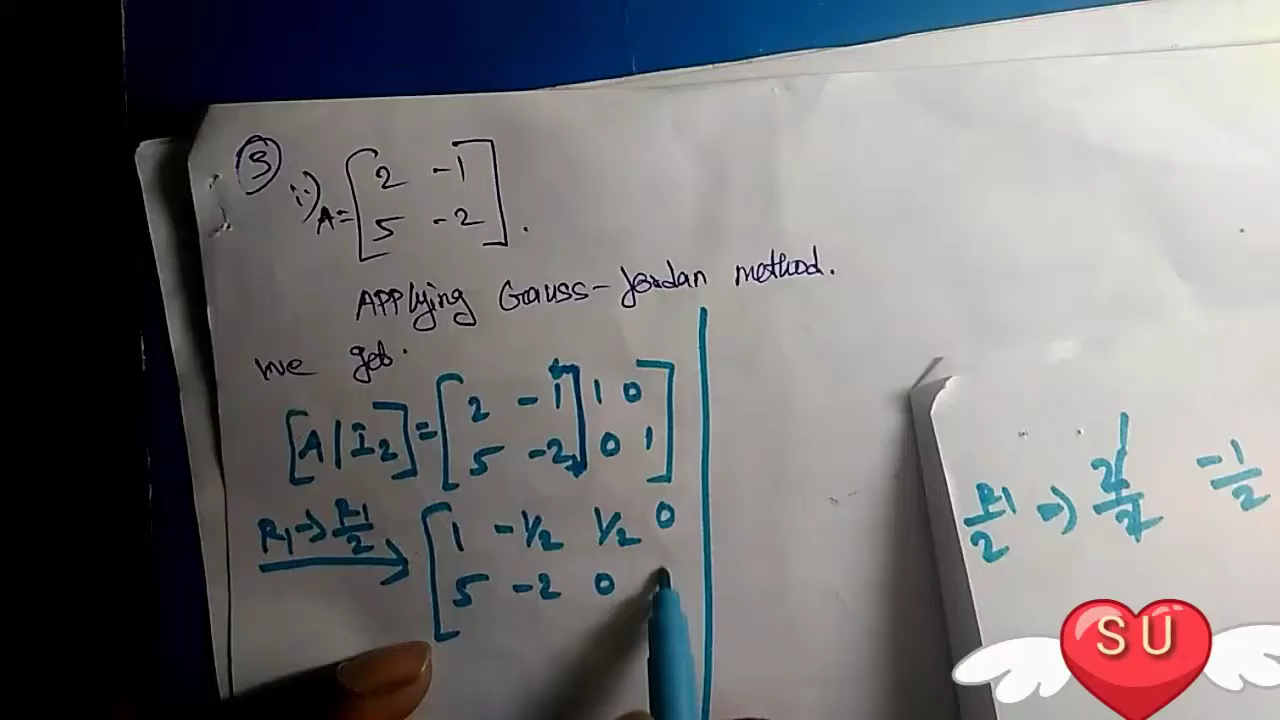 3 i) A = [2 -1
5 -2].
Applying Gauss-Jordan method.
we get.
[A | I2] = [2 -1 | 1 0
5 -2 | 0 1]
R1 → R1/2 [1 -1/2 1/2 0
5 -2 0
R1/2 → 2/2 -1/2
SU